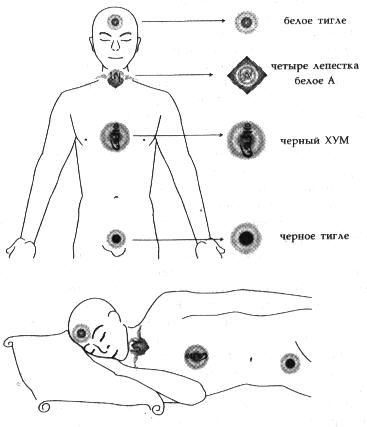 белое тигле
четыре лепестка
белое А
черный ХУМ
черное тигле